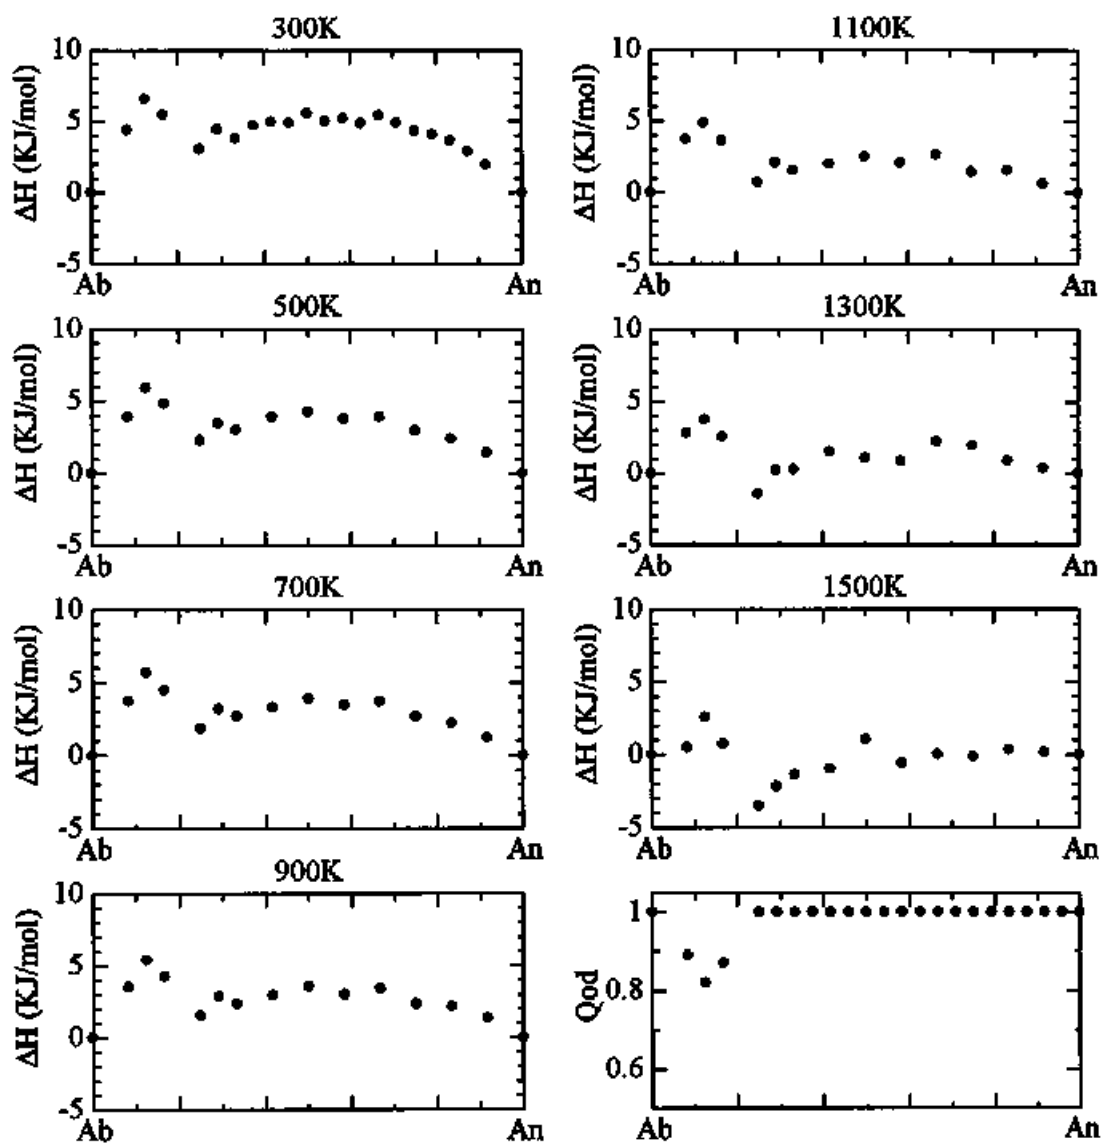 300K
10
5
0
-5
ΔH (KJ/mol)
Ab An
500K
10
5
0
-5
ΔH (KJ/mol)
Ab An
700K
10
5
0
-5
ΔH (KJ/mol)
Ab An
900K
10
5
0
-5
ΔH (KJ/mol)
1100K
10
5
0
-5
ΔH (KJ/mol)
Ab An
1300K
10
5
0
-5
ΔH (KJ/mol)
Ab An
1500K
10
5
0
-5
ΔH (KJ/mol)
Ab An
1
0.8
0.6
Qod
Ab An
Ab An